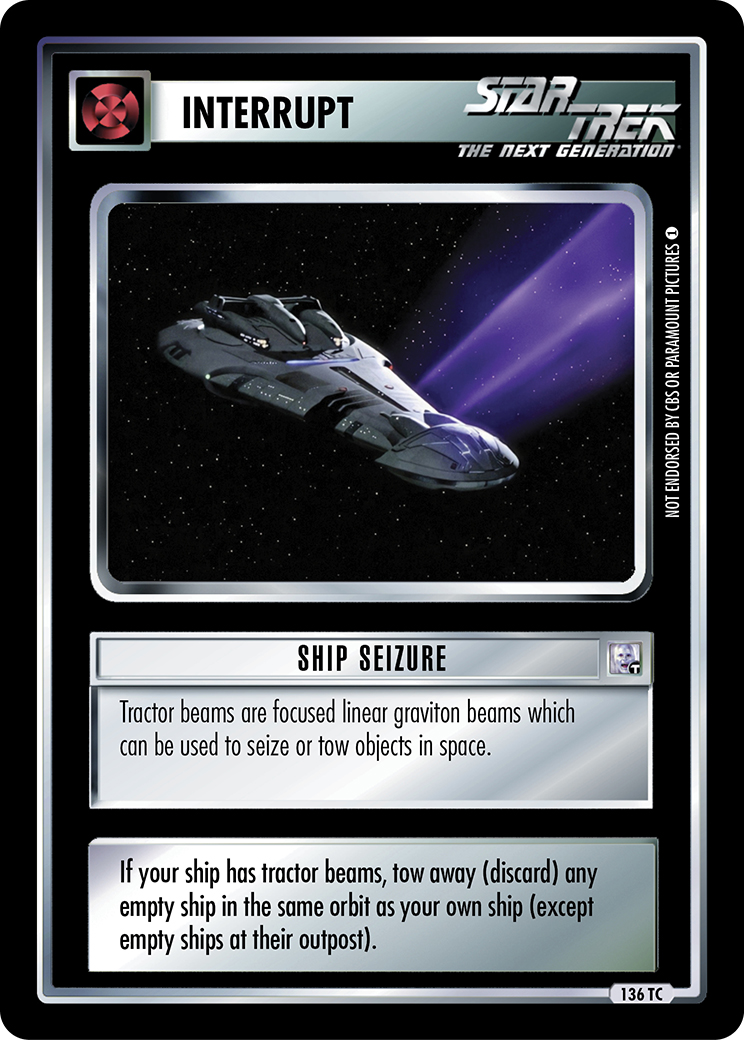 INTERRUPT
STAR TREK
THE NEXT GENERATION
NOT ENDORSED BY CBS OR PARAMOUNT PICTURES 1
SHIP SEIZURE
T
Tractor beams are focused linear graviton beams which
can be used to seize or tow objects in space.
If your ship has tractor beams, tow away (discard) any
empty ship in the same orbit as your own ship (except
empty ships at their outpost).
136 TC